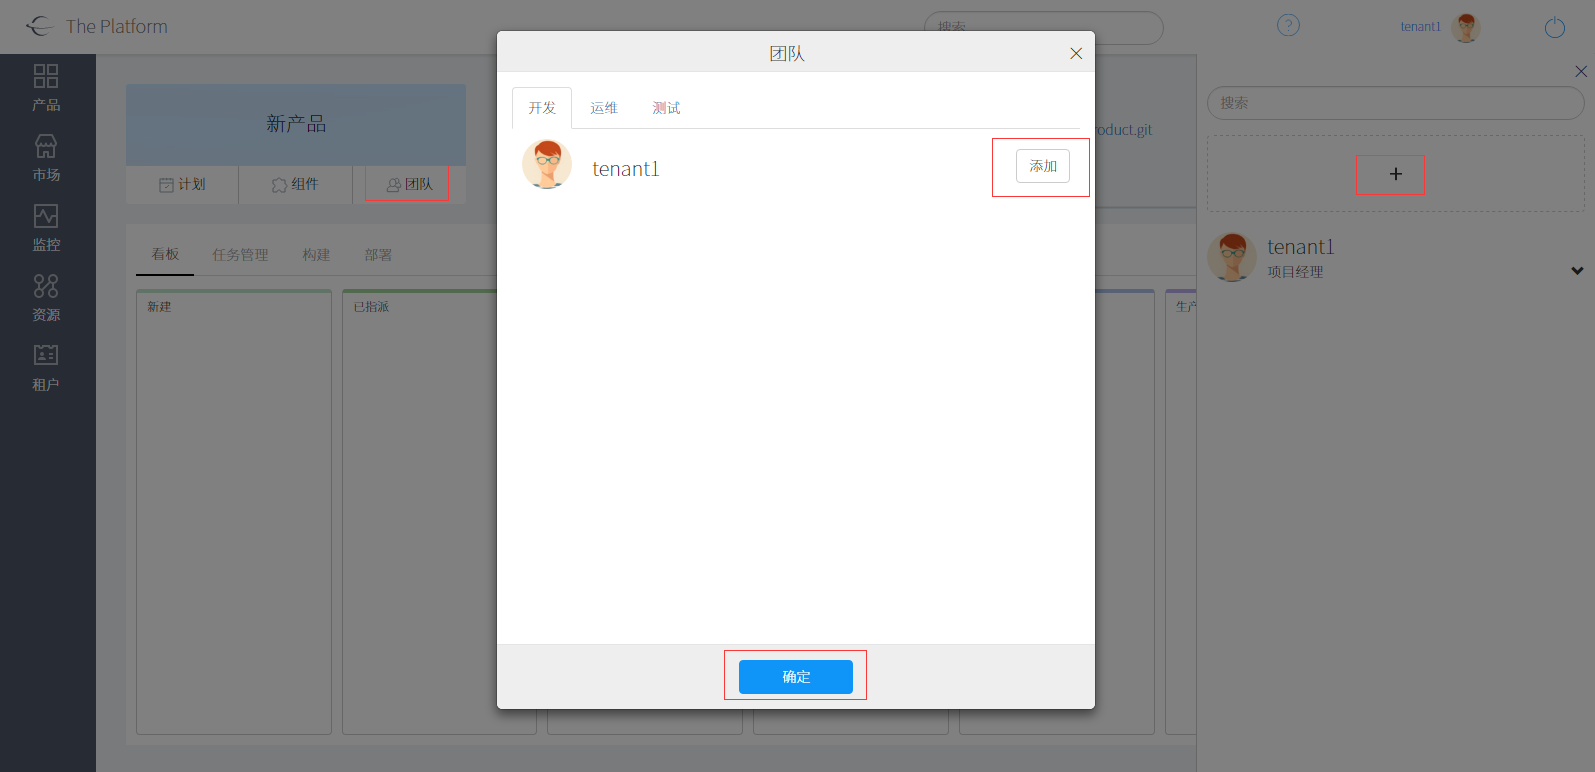 The Platform
搜索
?
tenant1
产品
市场
监控
资源
租户
新产品
计划
组件
团队
roduct.git
看板
任务管理
构建
部署
新建
已指派
生产
团队
开发
运维
测试
tenant1
添加
确定
搜索
+
tenant1
项目经理